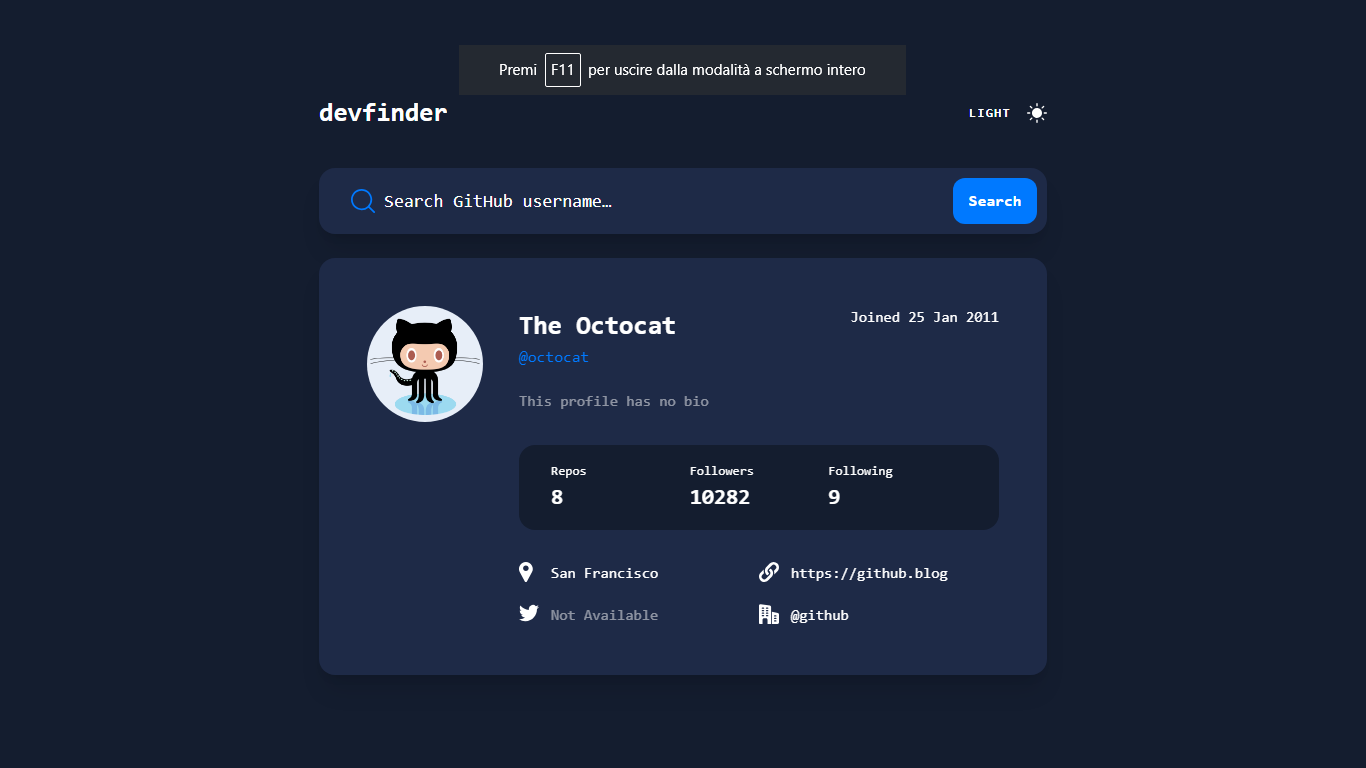 Premi F11 per uscire dalla modalità a schermo intero
devfinder
LIGHT
Search GitHub username…
Search
The Octocat
Joined 25 Jan 2011
@octocat
This profile has no bio
Repos Followers Following
8 10282 9
San Francisco
https://github.blog
Not Available
@github